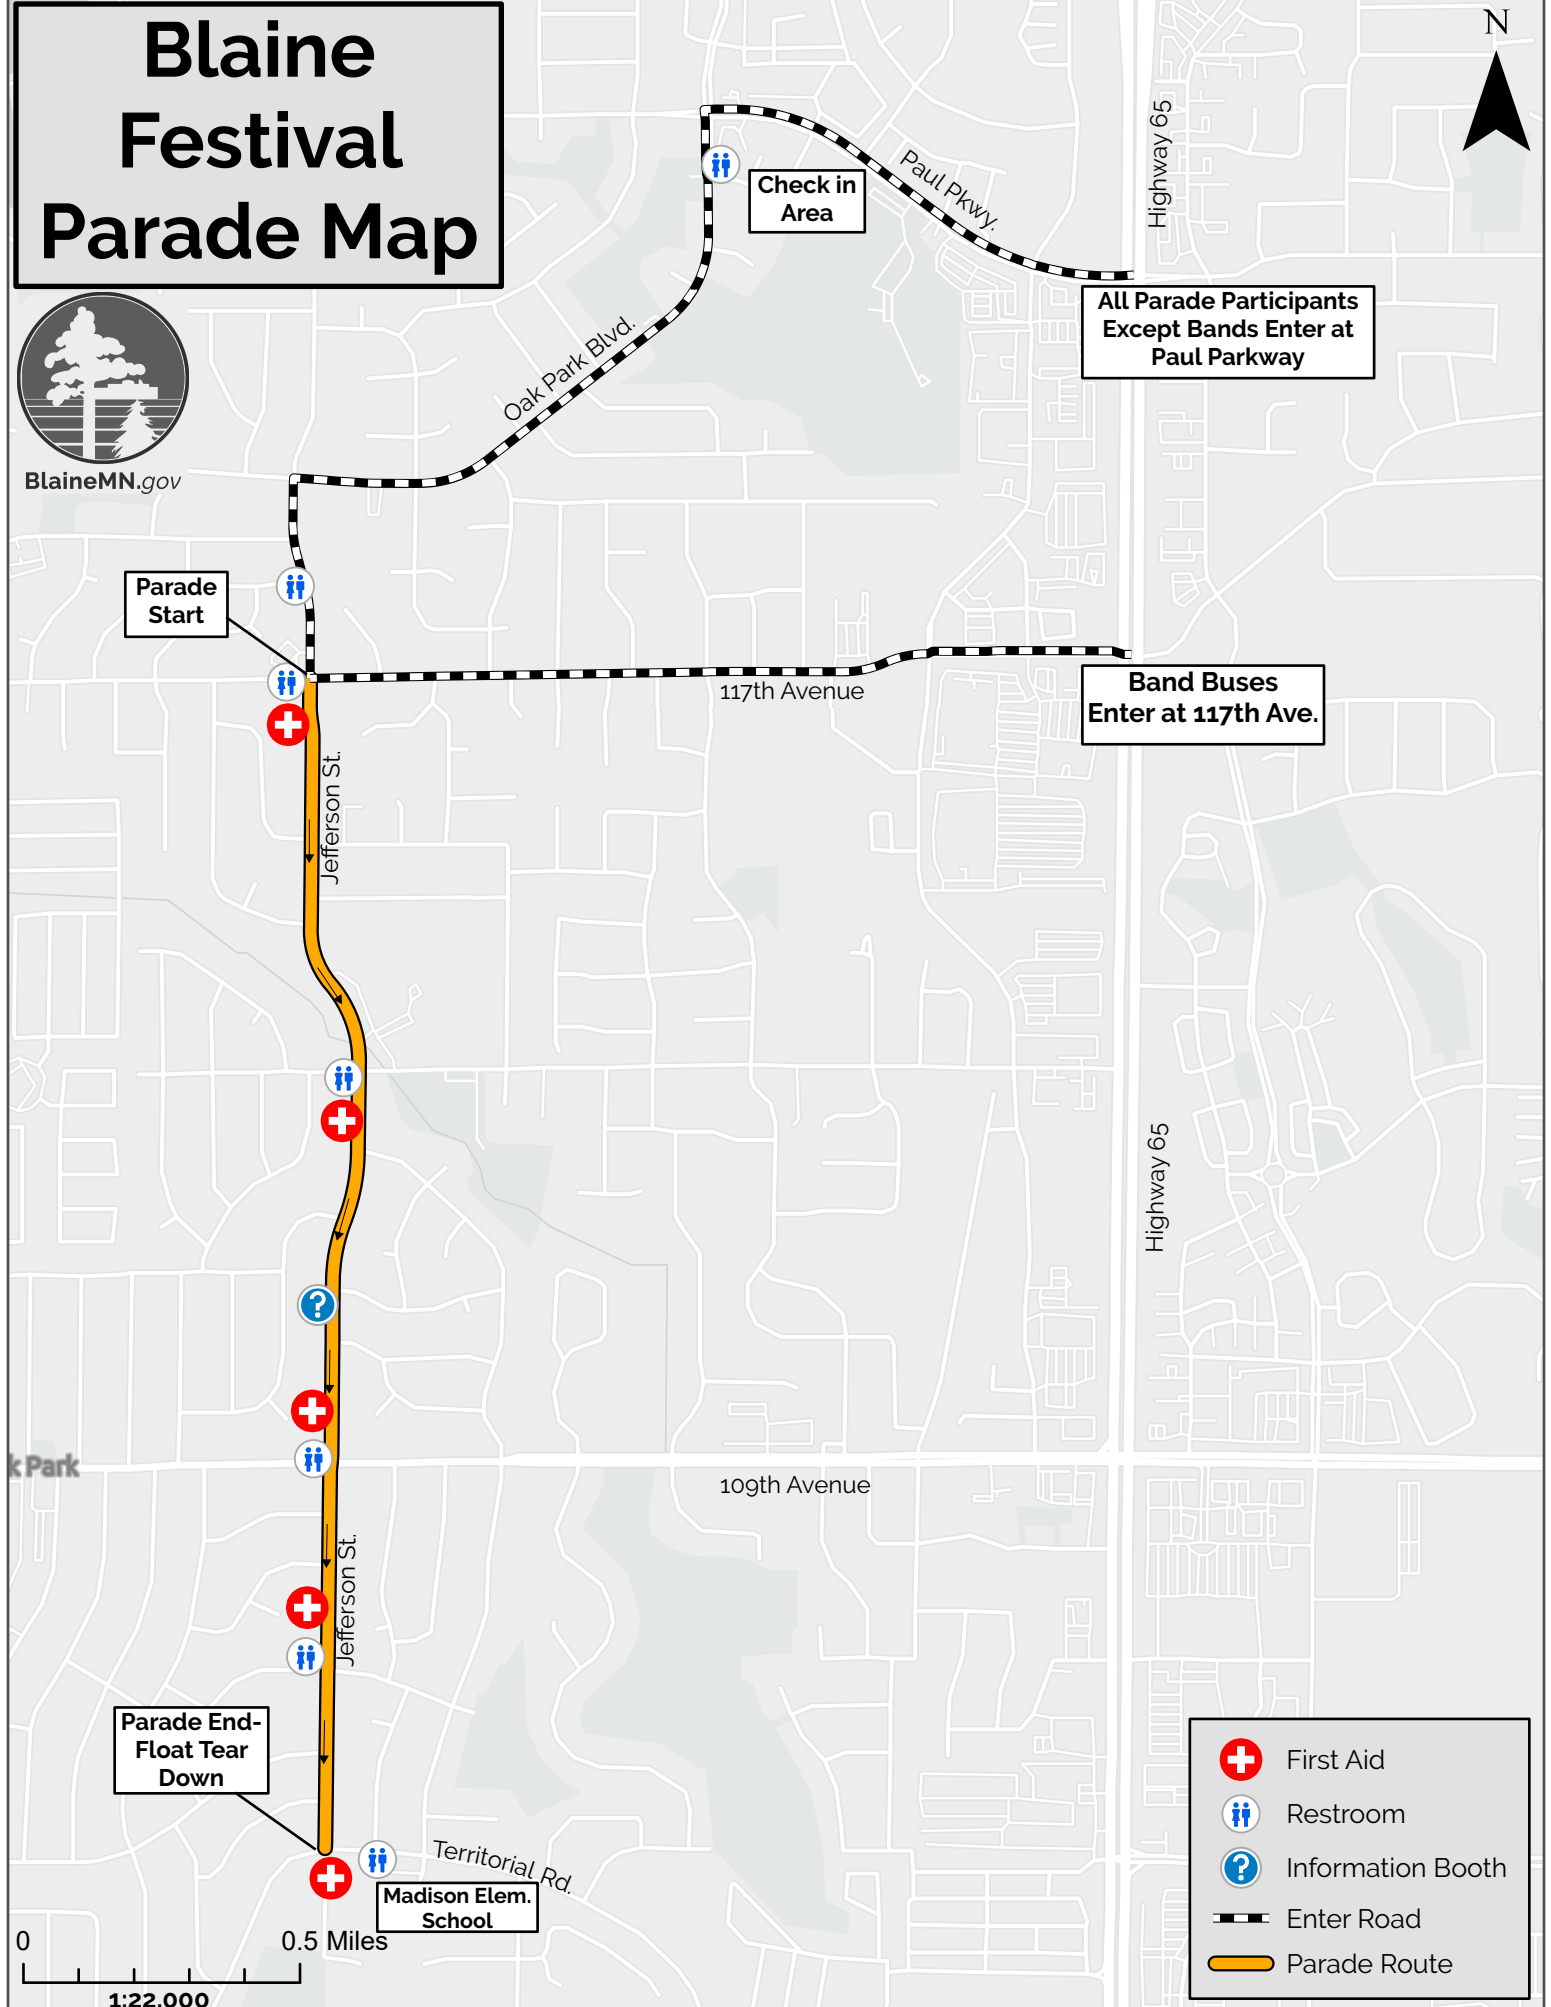 Blaine
Festival
Parade Map
N
BlaineMN.gov
Highway 65
Paul Pkwy.
Check in
Area
All Parade Participants
Except Bands Enter at
Paul Parkway
Oak Park Blvd.
Parade
Start
117th Avenue
Band Buses
Enter at 117th Ave.
Jefferson St.
Highway 65
k Park
109th Avenue
Jefferson St.
Parade End-
Float Tear
Down
Territorial Rd.
Madison Elem.
School
First Aid
Restroom
Information Booth
Enter Road
Parade Route
0 0.5 Miles
1:22,000